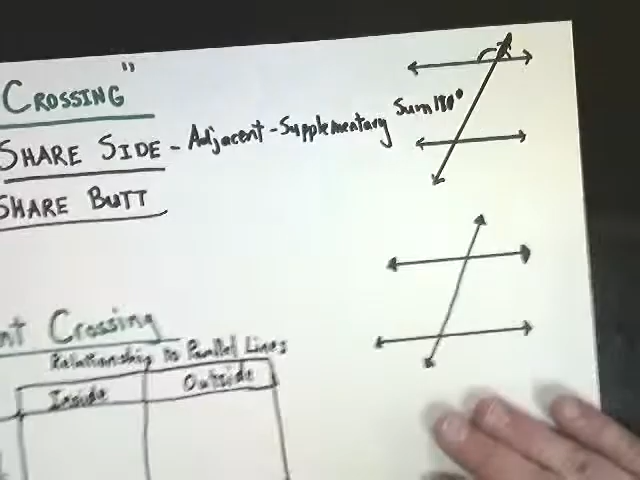 Crossing"
Share Side - Adjacent - Supplementary Sum 180°
Share Butt
nt Crossing
Relationship to Parallel Lines
Inside Outside